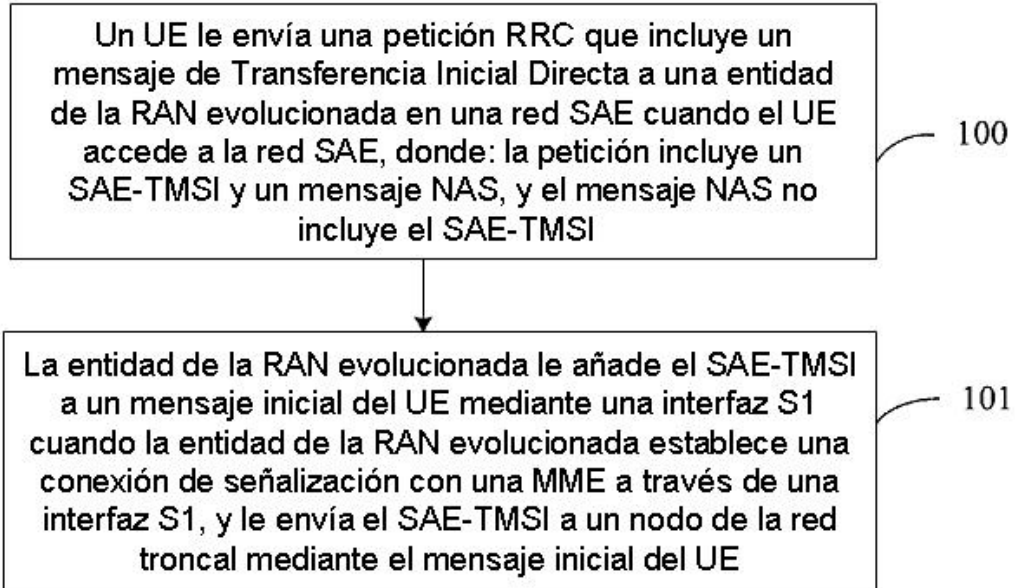 Un UE le envía una petición RRC que incluye un
mensaje de Transferencia Inicial Directa a una entidad
de la RAN evolucionada en una red SAE cuando el UE
accede a la red SAE, donde: la petición incluye un
SAE-TMSI y un mensaje NAS, y el mensaje NAS no
incluye el SAE-TMSI
100
La entidad de la RAN evolucionada le añade el SAE-TMSI
a un mensaje inicial del UE mediante una interfaz S1
cuando la entidad de la RAN evolucionada establece una
conexión de señalización con una MME a través de una
interfaz S1, y le envía el SAE-TMSI a un nodo de la red
troncal mediante el mensaje inicial del UE
101